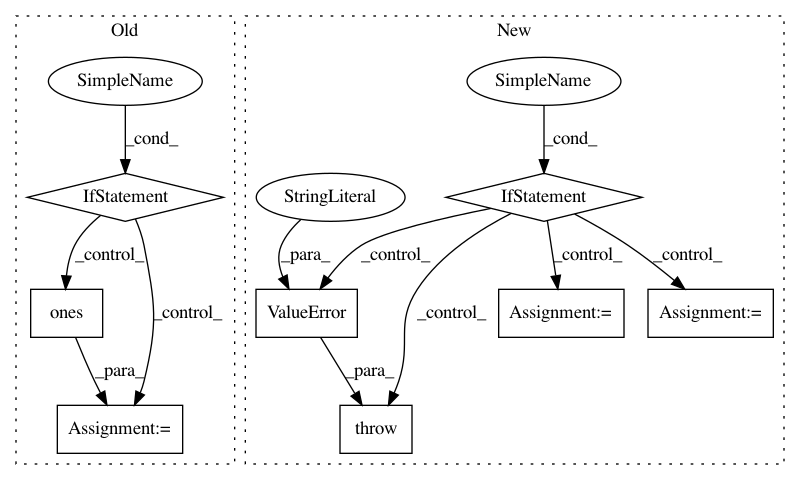 Old
New
SimpleName
SimpleName
_cond_
_cond_
IfStatement
StringLiteral
IfStatement
_control_
_control_
_para_
_control_
_control_
_control_
_control_
ones
ValueError
Assignment:=
Assignment:=
_para_
_para_
Assignment:=
throw